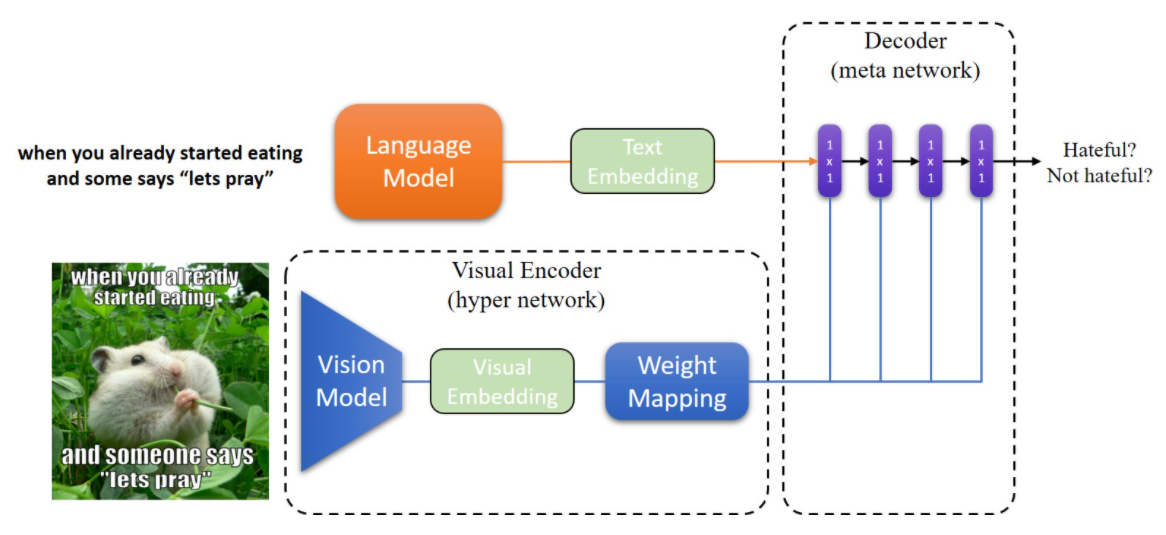 Decoder
(meta network)
when you already started eating
and some says “lets pray”
Language
Model
Text
Embedding
1
x
1
1
x
1
1
x
1
1
x
1
Hateful?
Not hateful?
when you already
started eating
and someone says
"lets pray"
Visual Encoder
(hyper network)
Vision
Model
Visual
Embedding
Weight
Mapping